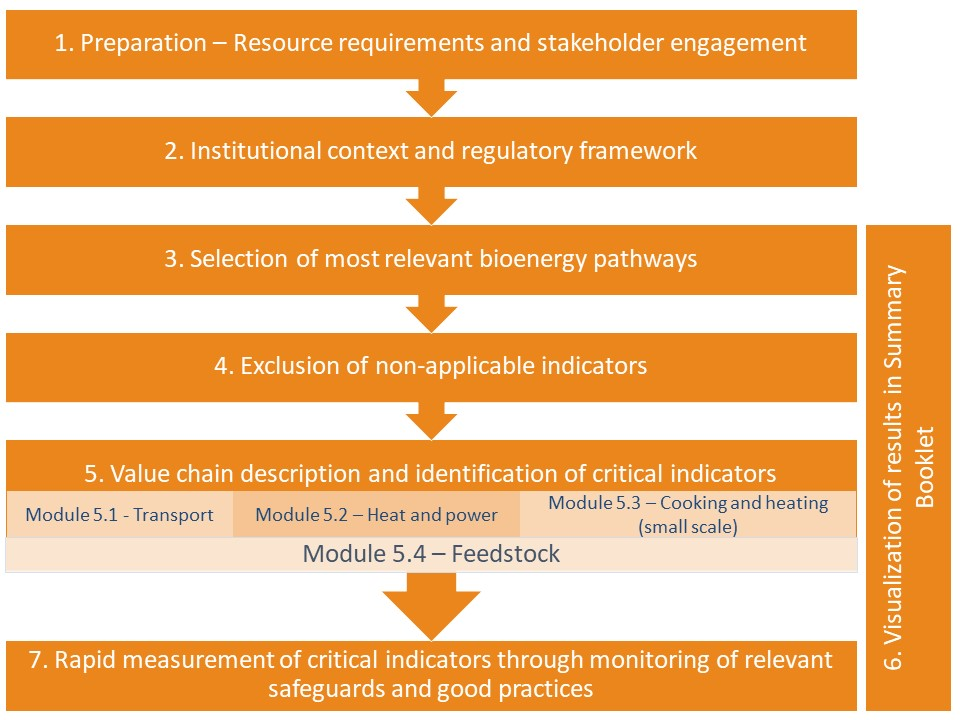 1. Preparation – Resource requirements and stakeholder engagement
2. Institutional context and regulatory framework
3. Selection of most relevant bioenergy pathways
4. Exclusion of non-applicable indicators
5. Value chain description and identification of critical indicators
Module 5.1 - Transport
Module 5.2 – Heat and power
Module 5.3 – Cooking and heating
(small scale)
Module 5.4 – Feedstock
6. Visualization of results in Summary
Booklet
7. Rapid measurement of critical indicators through monitoring of relevant
safeguards and good practices